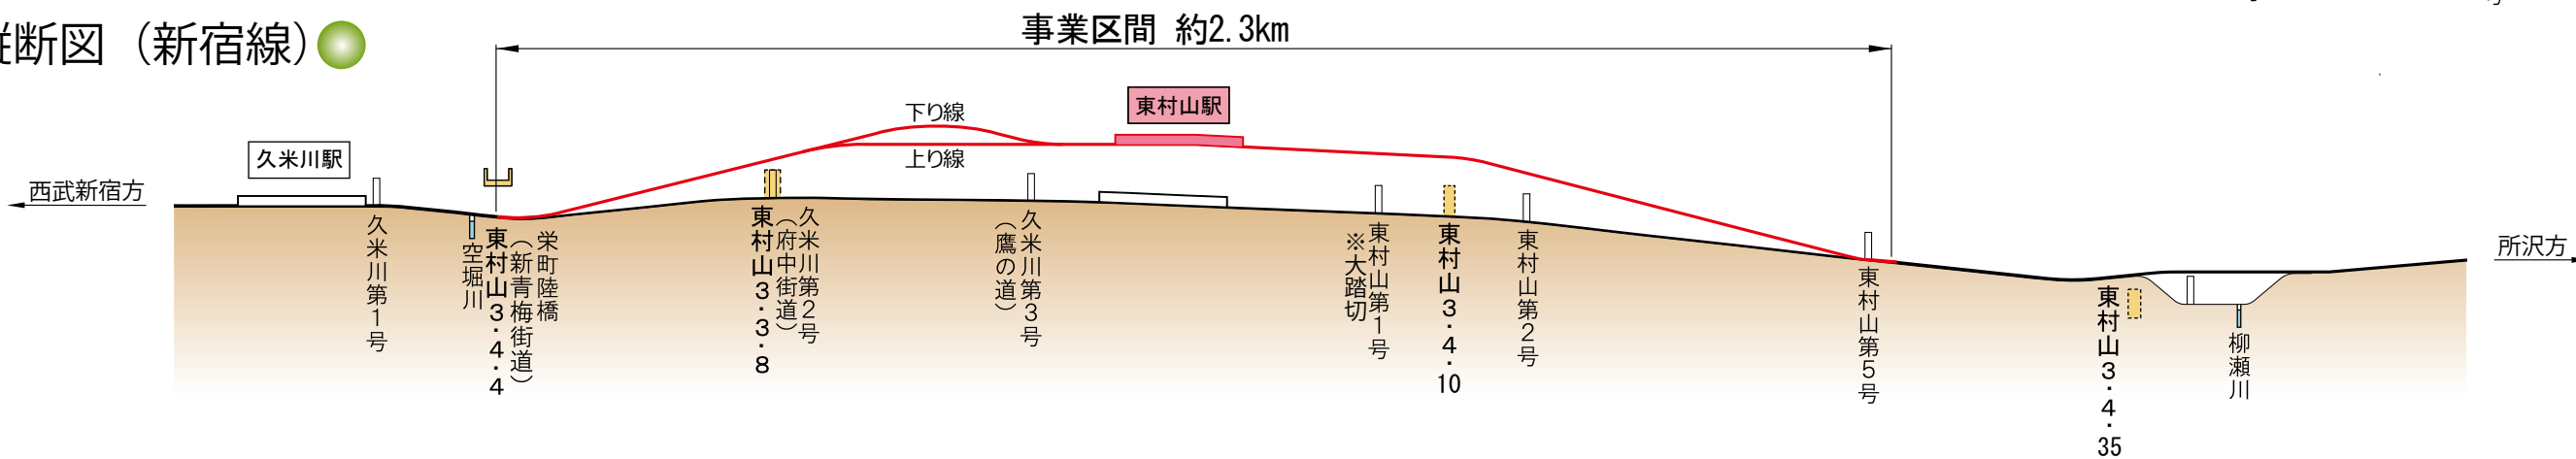 縦断図（新宿線）
事業区間 約2.3km
下り線
上り線
東村山駅
久米川駅
西武新宿方
所沢方
久米川第1号
空堀川
東村山3・4・4
（新青梅街道）
栄町陸橋
東村山3・3・8
（府中街道）
久米川第2号
（鷹の道）
久米川第3号
※大踏切
東村山第1号
東村山3・4・10
東村山第2号
東村山第5号
東村山3・4・35
柳瀬川